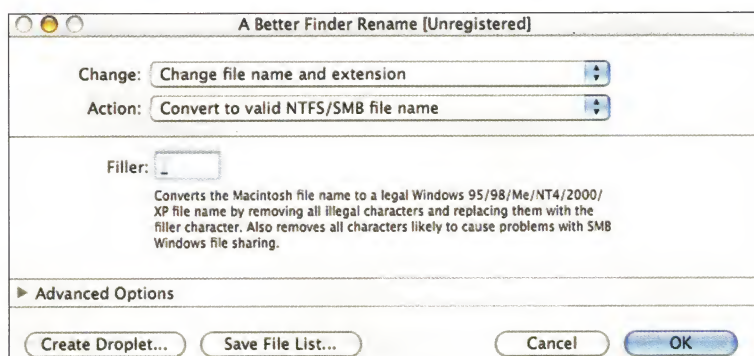 A Better Finder Rename [Unregistered]
Change: Change file name and extension
Action: Convert to valid NTFS/SMB file name
Filler: _
Converts the Macintosh file name to a legal Windows 95/98/Me/NT4/2000/
XP file name by removing all illegal characters and replacing them with the
filler character. Also removes all characters likely to cause problems with SMB
Windows file sharing.
Advanced Options
Create Droplet... Save File List... Cancel OK